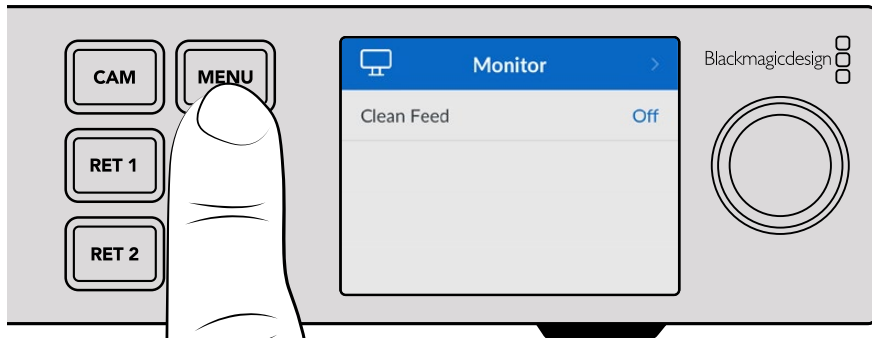 CAM
MENU
RET 1
RET 2
Monitor
Clean Feed Off
Blackmagicdesign